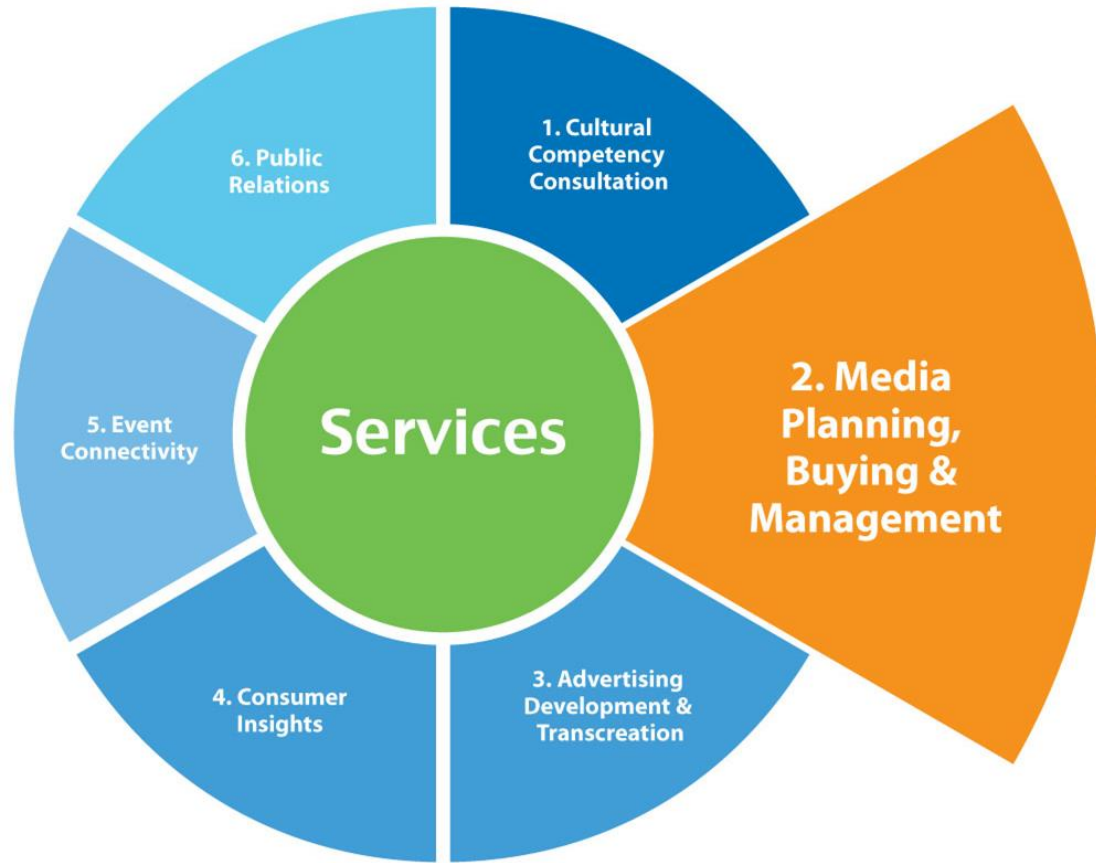 Services
1. Cultural
Competency
Consultation
2. Media
Planning,
Buying &
Management
3. Advertising
Development &
Transcreation
4. Consumer
Insights
5. Event
Connectivity
6. Public
Relations